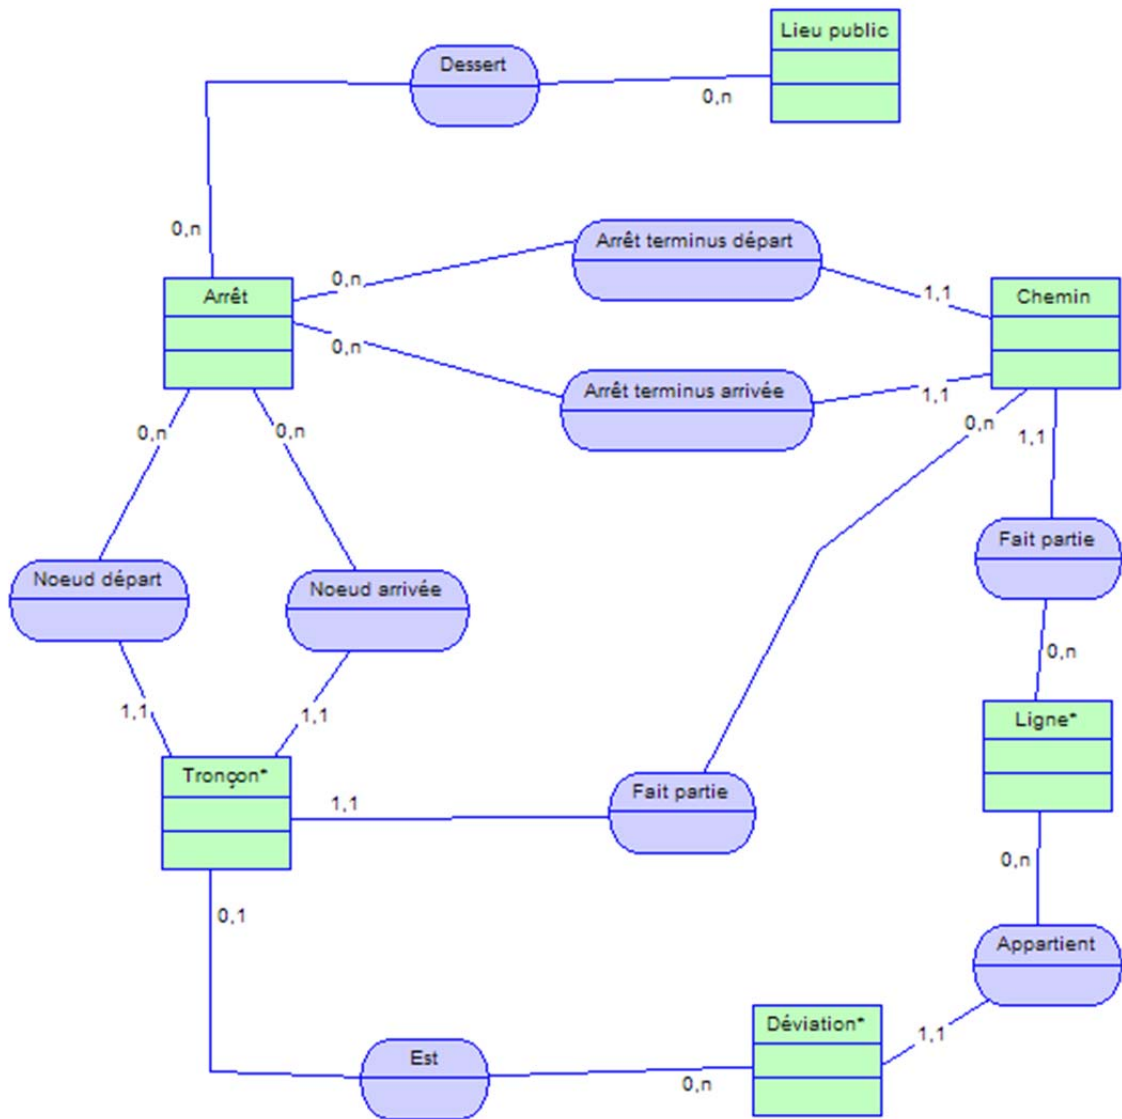 Lieu public
Dessert
0,n
0,n
Arrêt terminus départ
0,n
Arrêt
1,1
Chemin
0,n
Arrêt terminus arrivée
1,1
0,n
0,n
0,n
1,1
Fait partie
Noeud départ
Noeud arrivée
0,n
1,1
1,1
Ligne*
Tronçon*
1,1
Fait partie
0,n
0,1
Appartient
Déviation*
1,1
Est
0,n